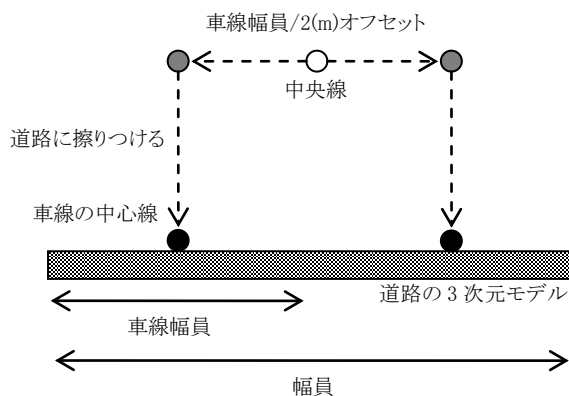 車線幅員/2(m)オフセット
中央線
道路に擦りつける
車線の中心線
道路の 3 次元モデル
車線幅員
幅員